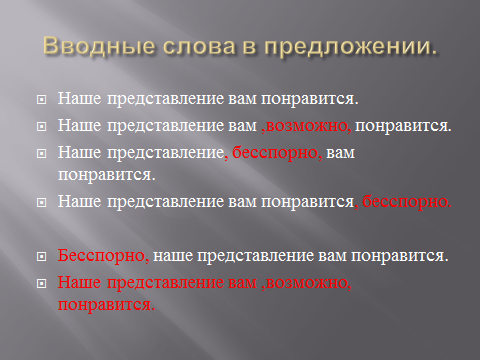 Вводные слова в предложении.
Наше представление вам понравится.
Наше представление вам ,возможно, понравится.
Наше представление, бесспорно, вам
понравится.
Наше представление вам понравится, бесспорно.
Бесспорно, наше представление вам понравится.
Наше представление вам ,возможно,
понравится.